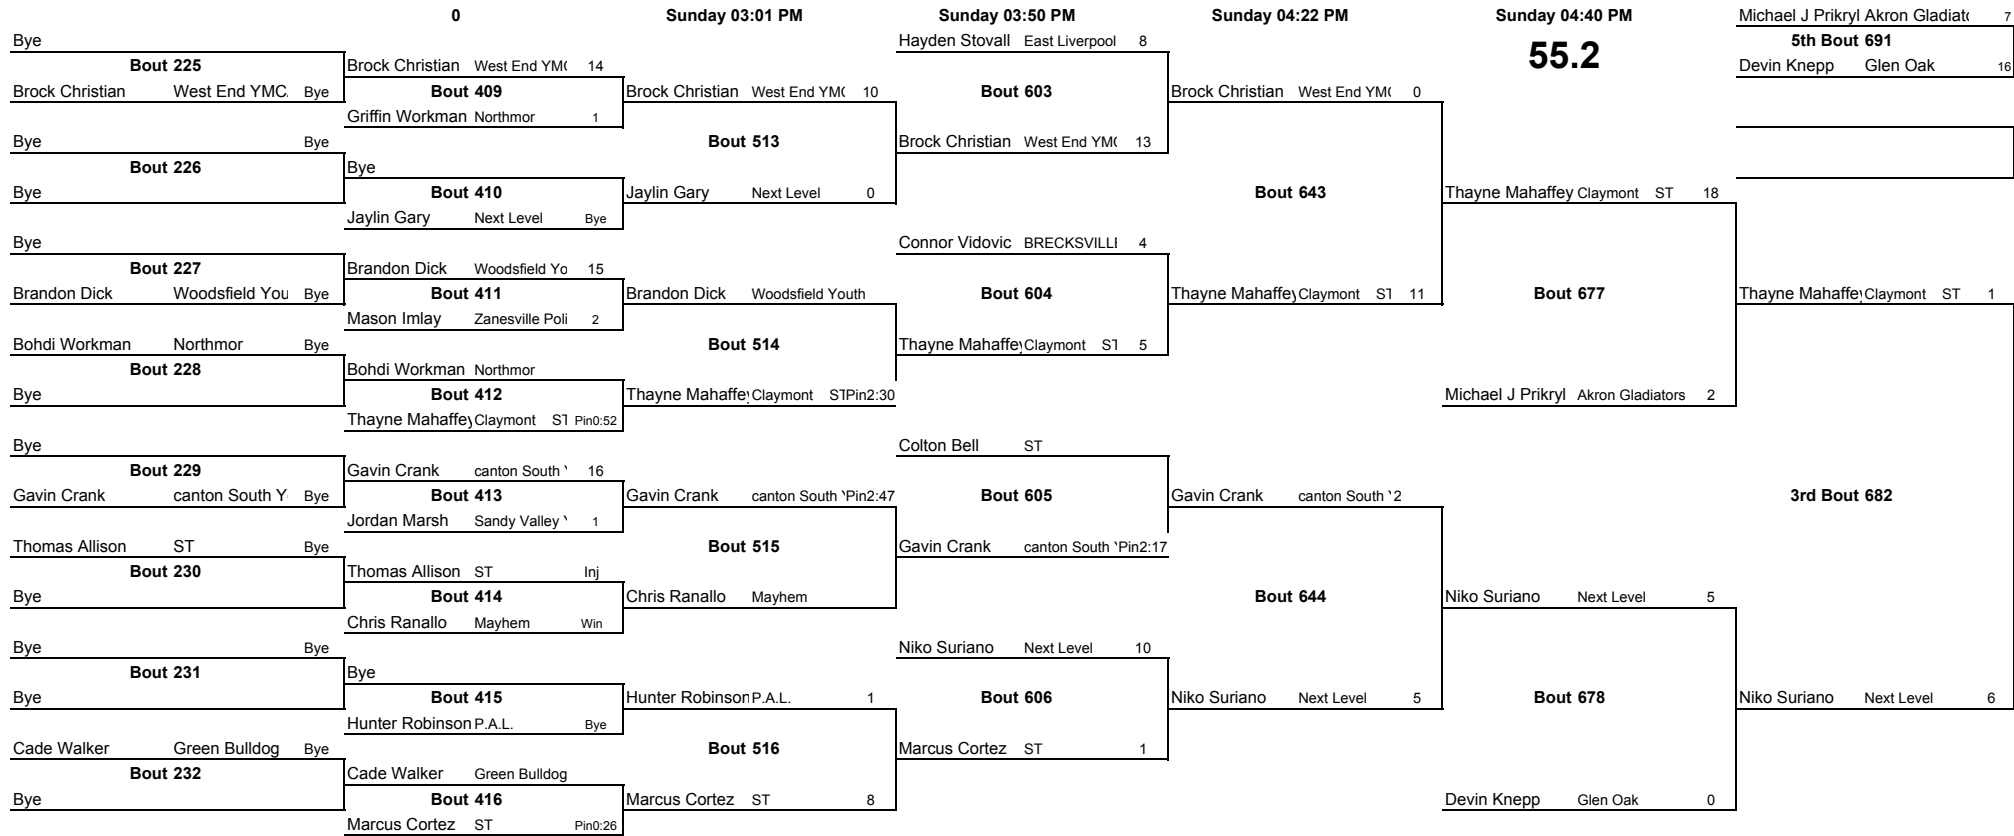 0 Sunday 03:01 PM Sunday 03:50 PM Sunday 04:22 PM Sunday 04:40 PM Michael J Prikryl Akron Gladiato 7
Bye Hayden Stovall East Liverpool 8 55.2 5th Bout 691
Bout 225 Brock Christian West End YM( 14 Devin Knepp Glen Oak 16
Brock Christian West End YMC. Bye Bout 409 Brock Christian West End YM( 10 Bout 603 Brock Christian West End YM( 0
Griffin Workman Northmor 1
Bye Bye Bout 513 Brock Christian West End YM( 13
Bout 226 Bye
Bye Bout 410 Jaylin Gary Next Level 0 Bout 643 Thayne Mahaffey Claymont ST 18
Jaylin Gary Next Level Bye
Bye Connor Vidovic BRECKSVILLI 4
Bout 227 Brandon Dick Woodsfield Yo 15
Brandon Dick Woodsfield You Bye Bout 411 Brandon Dick Woodsfield Youth Bout 604 Thayne Mahaffey Claymont ST 11 Bout 677 Thayne Mahaffey Claymont ST 1
Mason Imlay Zanesville Poli 2
Bohdi Workman Northmor Bye Bout 514 Thayne Mahaffey Claymont ST 5
Bout 228 Bohdi Workman Northmor
Bye Bout 412 Thayne Mahaffey Claymont ST Pin2:30 Michael J Prikryl Akron Gladiators 2
Thayne Mahaffey Claymont ST Pin0:52
Bye Colton Bell ST
Bout 229 Gavin Crank canton South Y 16
Gavin Crank canton South Y Bye Bout 413 Gavin Crank canton South Y Pin2:47 Bout 605 Gavin Crank canton South Y 2 3rd Bout 682
Jordan Marsh Sandy Valley Y 1
Thomas Allison ST Bye Bout 515 Gavin Crank canton South Y Pin2:17
Bout 230 Thomas Allison ST Inj
Bye Bout 414 Chris Ranallo Mayhem Bout 644 Niko Suriano Next Level 5
Chris Ranallo Mayhem Win
Bye Bye Niko Suriano Next Level 10
Bout 231 Bye
Bye Bout 415 Hunter Robinson P.A.L. 1 Bout 606 Niko Suriano Next Level 5 Bout 678 Niko Suriano Next Level 6
Hunter Robinson P.A.L. Bye
Cade Walker Green Bulldog Bye Bout 516 Marcus Cortez ST 1
Bout 232 Cade Walker Green Bulldog
Bye Bout 416 Marcus Cortez ST 8 Devin Knepp Glen Oak 0
Marcus Cortez ST Pin0:26